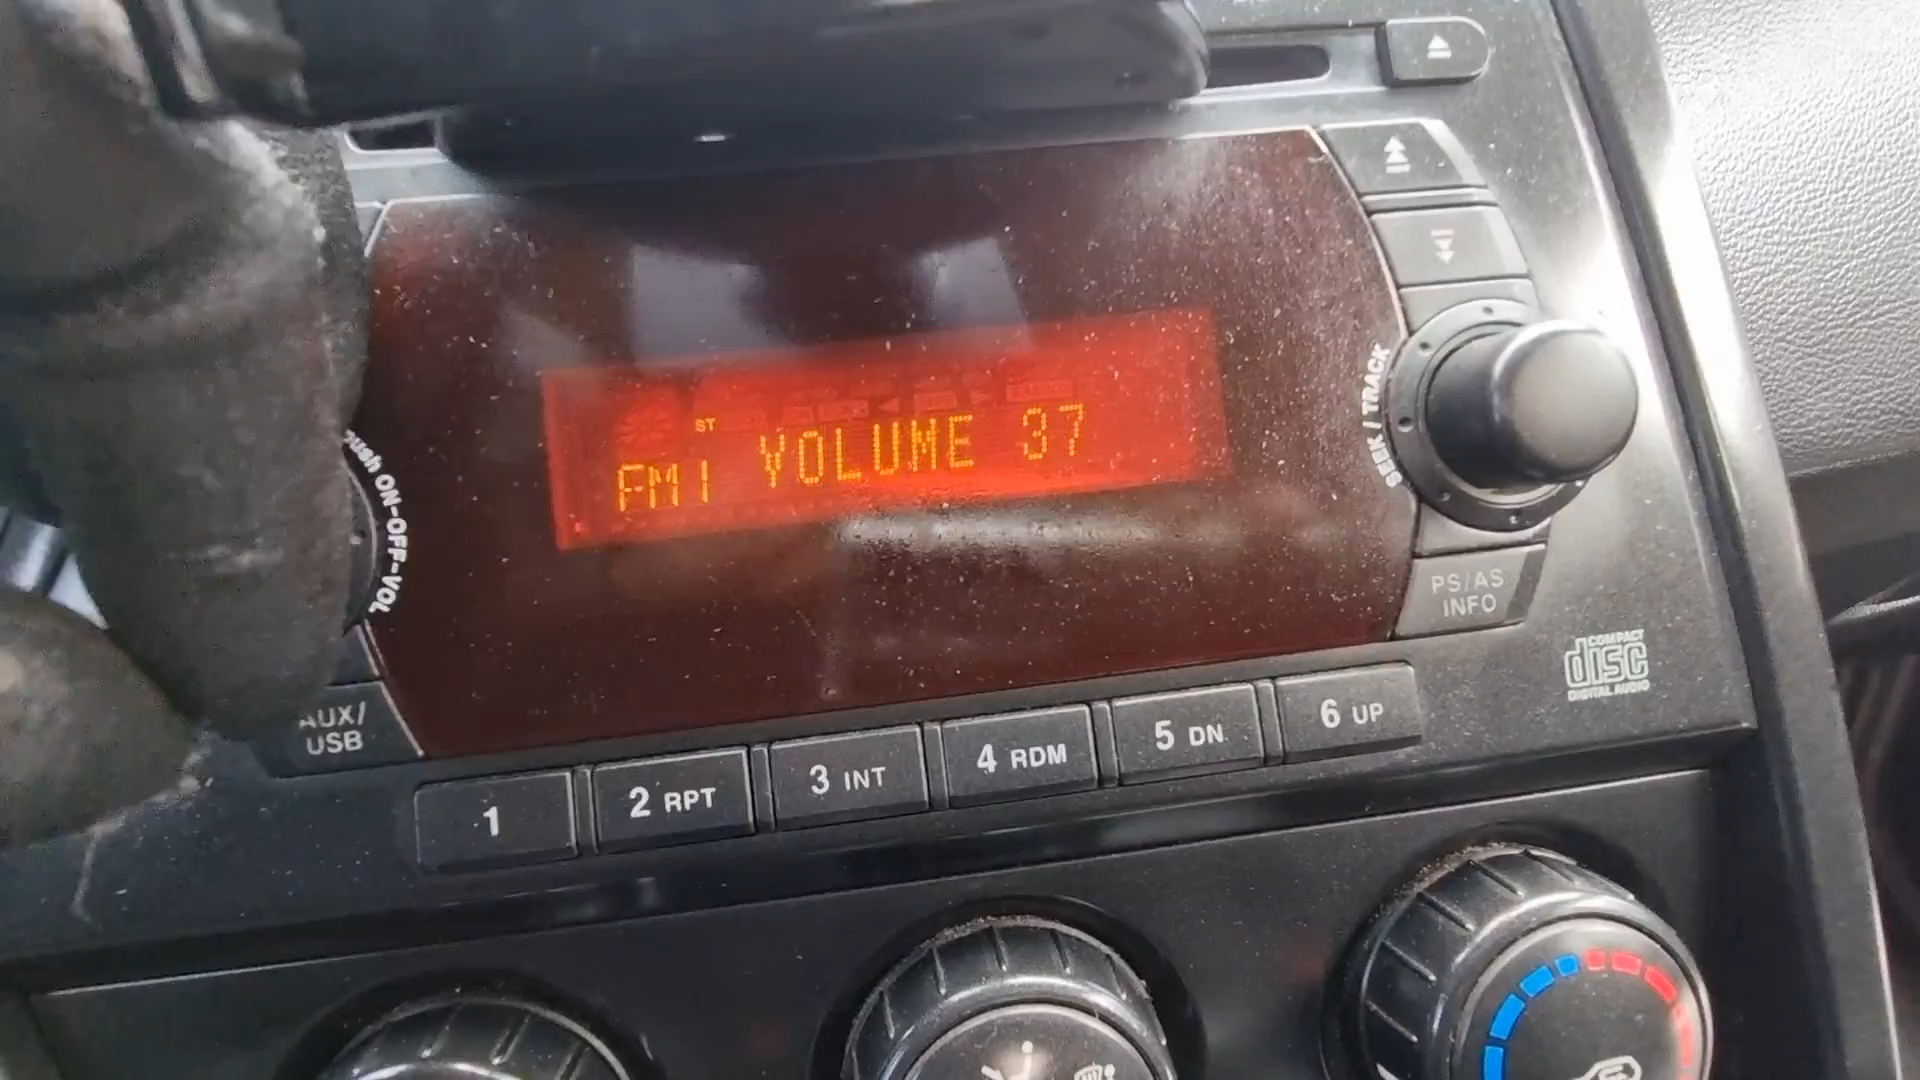 ST
FM1 VOLUME 37
Push ON-OFF-VOL
SEEK / TRACK
PS/AS
INFO
COMPACT
disc
DIGITAL AUDIO
AUX/
USB
1
2 RPT
3 INT
4 RDM
5 DN
6 UP